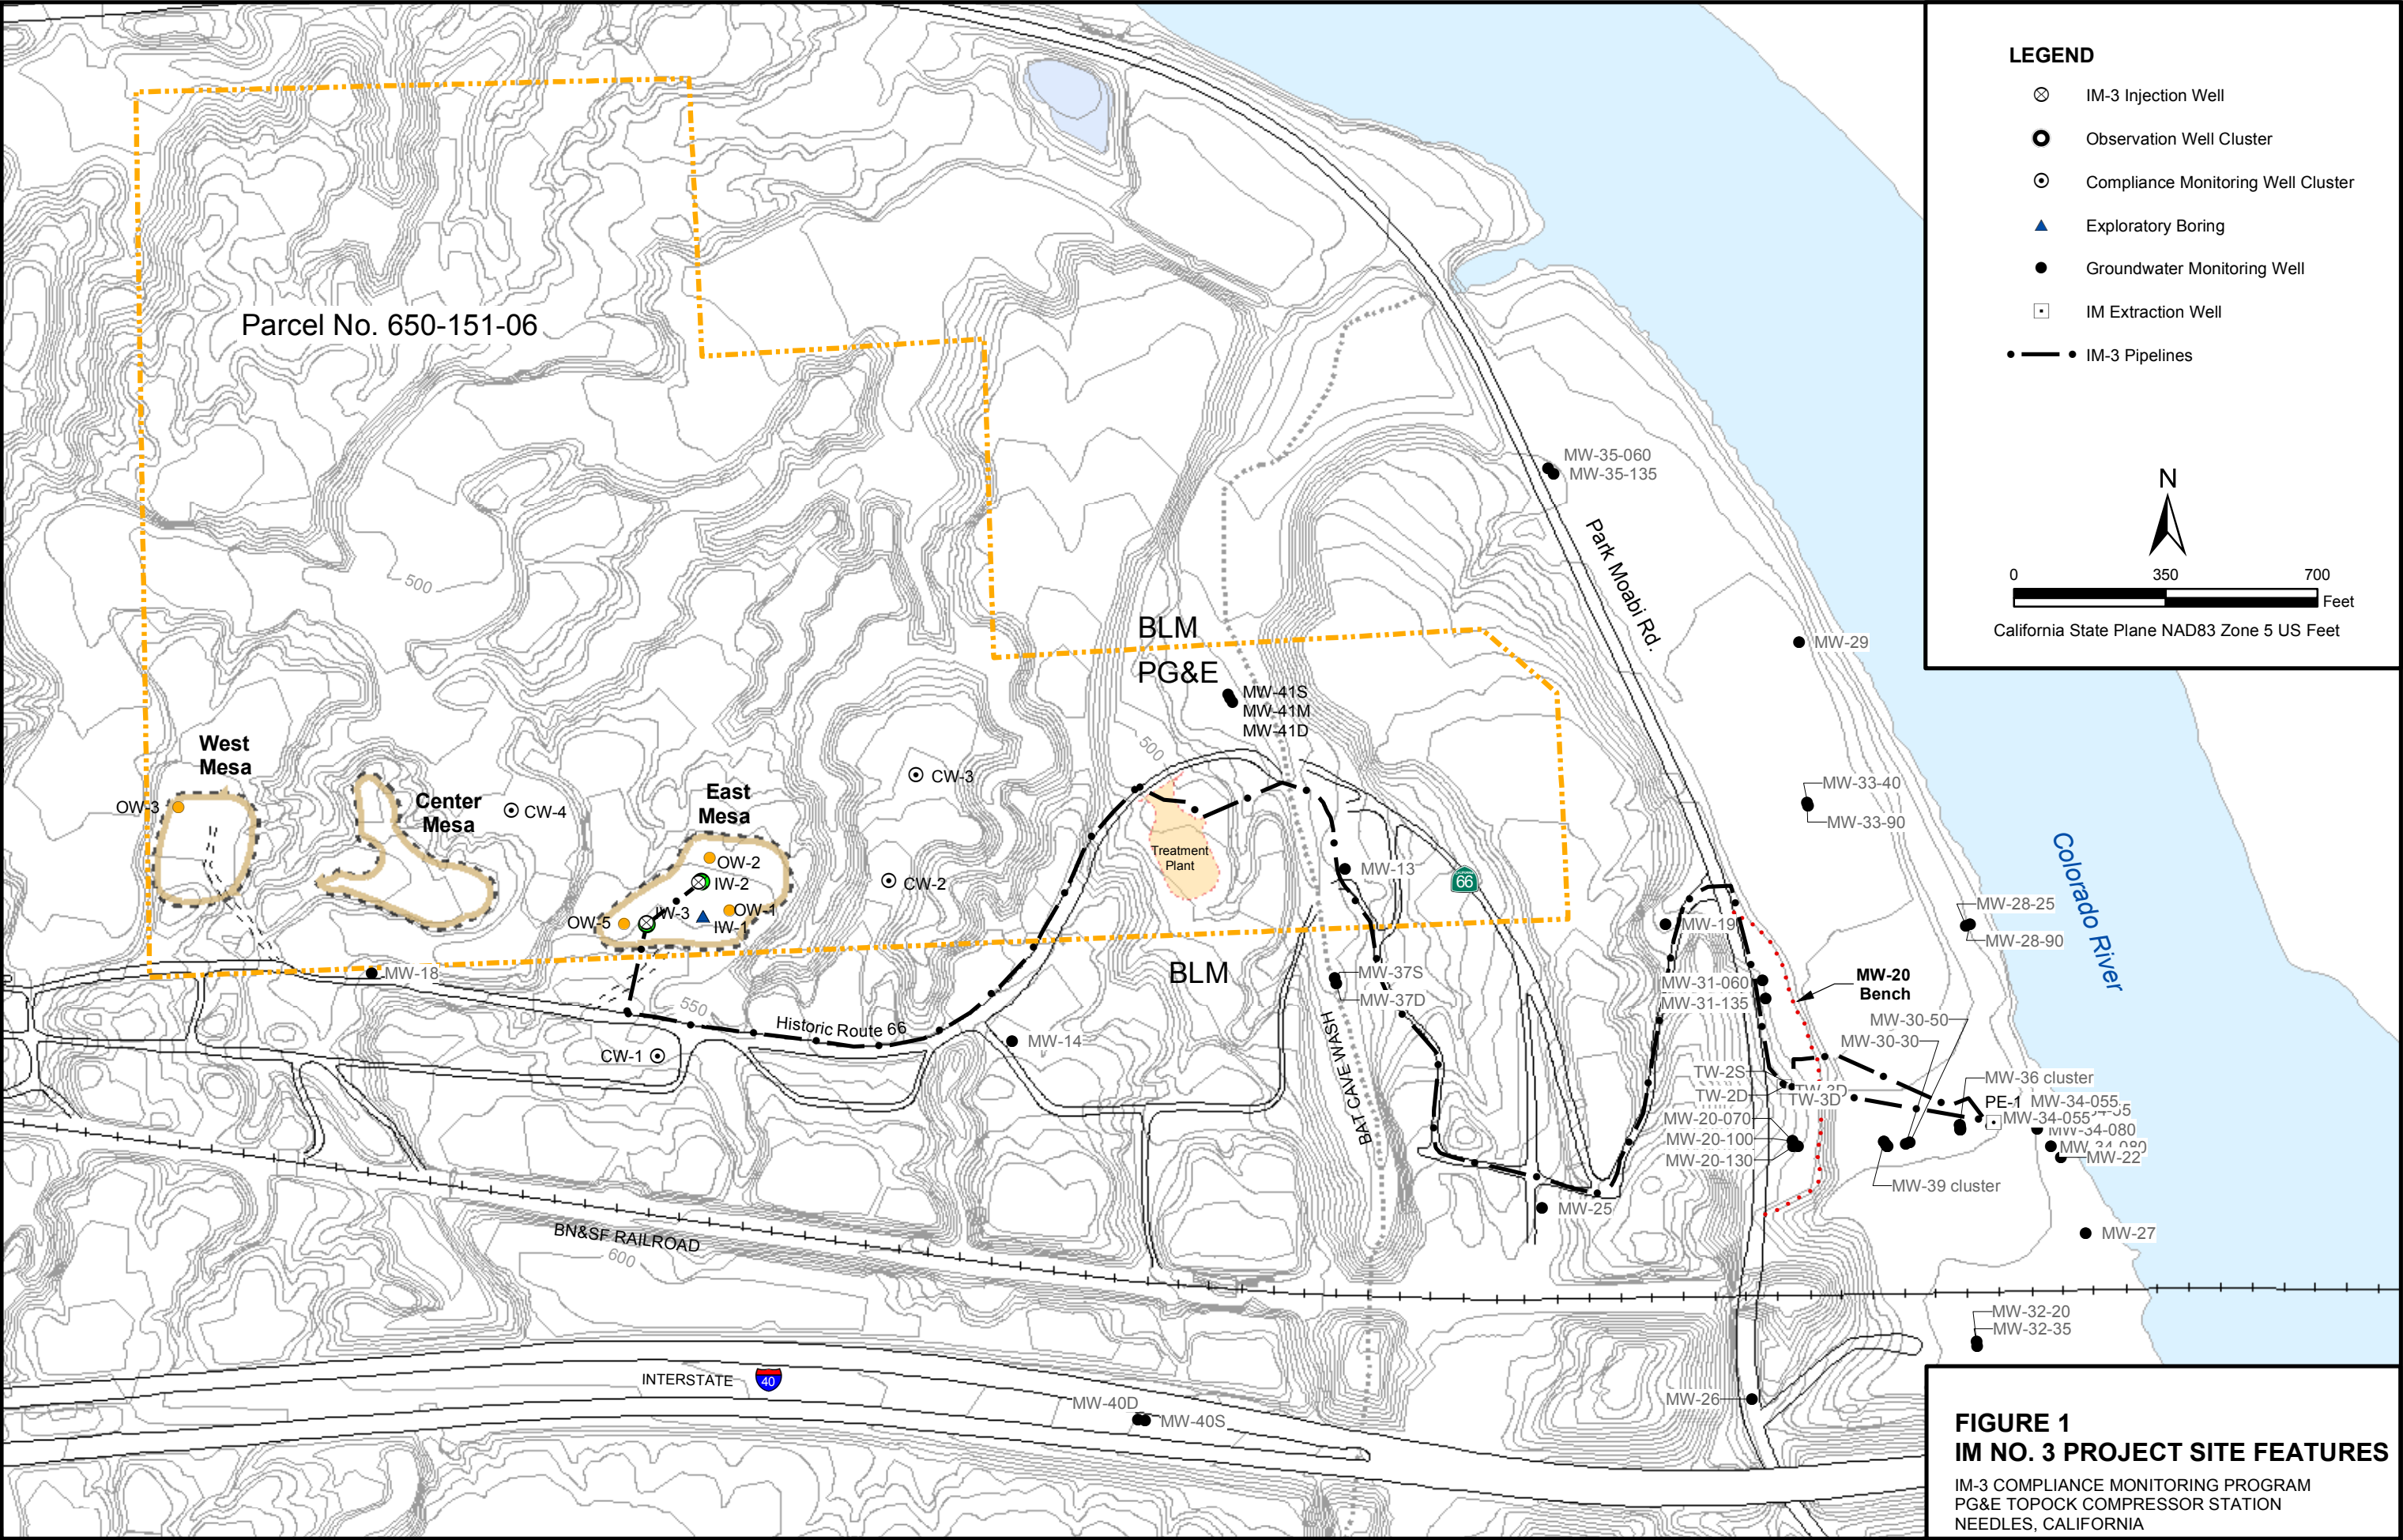 LEGEND
IM-3 Injection Well
Observation Well Cluster
Compliance Monitoring Well Cluster
Exploratory Boring
Groundwater Monitoring Well
IM Extraction Well
IM-3 Pipelines
N
0 350 700
Feet
California State Plane NAD83 Zone 5 US Feet
Parcel No. 650-151-06
500
MW-35-060
MW-35-135
Park Moabi Rd.
BLM
PG&E
MW-29
MW-41S
MW-41M
MW-41D
500
West
Mesa
OW-3
Center
Mesa
CW-4
East
Mesa
CW-3
OW-2
IW-2
CW-2
OW-5
IW-3
OW-1
IW-1
Treatment
Plant
MW-13
66
MW-33-40
MW-33-90
Colorado River
MW-28-25
MW-28-90
MW-19
MW-18
BLM
MW-37S
MW-37D
MW-31-060
MW-31-135
MW-20
Bench
550
Historic Route 66
MW-14
CW-1
BAT CAVE WASH
MW-30-50
MW-30-30
TW-2S
TW-2D
TW-3D
TW-3D
MW-36 cluster
PE-1
MW-34-055
MW-34-055
MW-34-080
MW-34-080
MW-22
MW-20-070
MW-20-100
MW-20-130
MW-39 cluster
MW-25
MW-27
BN&SF RAILROAD
600
MW-32-20
MW-32-35
INTERSTATE 40
MW-40D
MW-40S
MW-26
FIGURE 1
IM NO. 3 PROJECT SITE FEATURES
IM-3 COMPLIANCE MONITORING PROGRAM
PG&E TOPOCK COMPRESSOR STATION
NEEDLES, CALIFORNIA